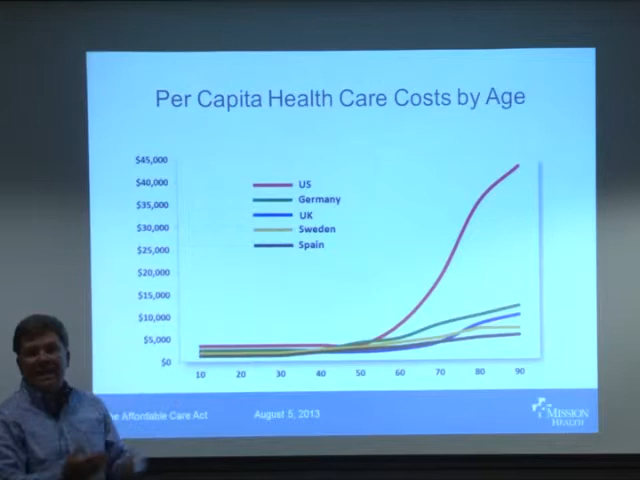 Per Capita Health Care Costs by Age
$45,000
$40,000
$35,000
$30,000
$25,000
$20,000
$15,000
$10,000
$5,000
$0
US
Germany
UK
Sweden
Spain
10 20 30 40 50 60 70 80 90
Affordable Care Act
August 5, 2013
MISSION
HEALTH